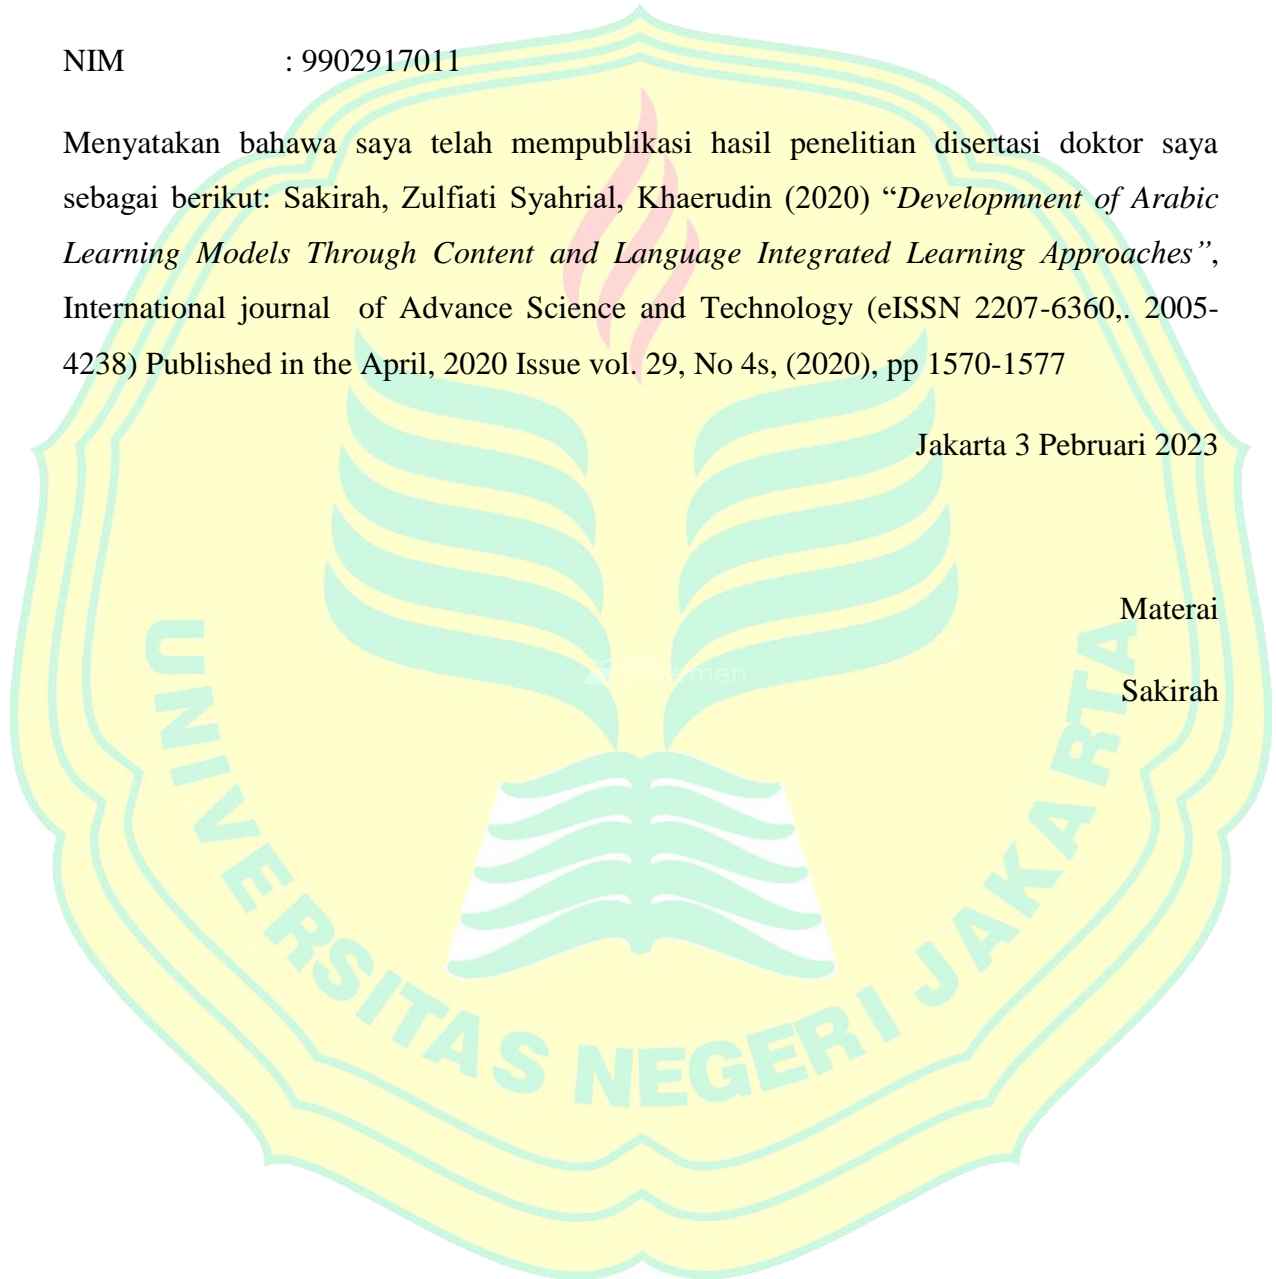 NIM : 9902917011
Menyatakan bahawa saya telah mempublikasi hasil penelitian disertasi doktor saya
sebagai berikut: Sakirah, Zulfiati Syahrial, Khaerudin (2020) “Developmnent of Arabic
Learning Models Through Content and Language Integrated Learning Approaches”,
International journal of Advance Science and Technology (eISSN 2207-6360,. 2005-
4238) Published in the April, 2020 Issue vol. 29, No 4s, (2020), pp 1570-1577
Jakarta 3 Pebruari 2023
Materai
Sakirah
UNIVERSITAS NEGERI JAKARTA